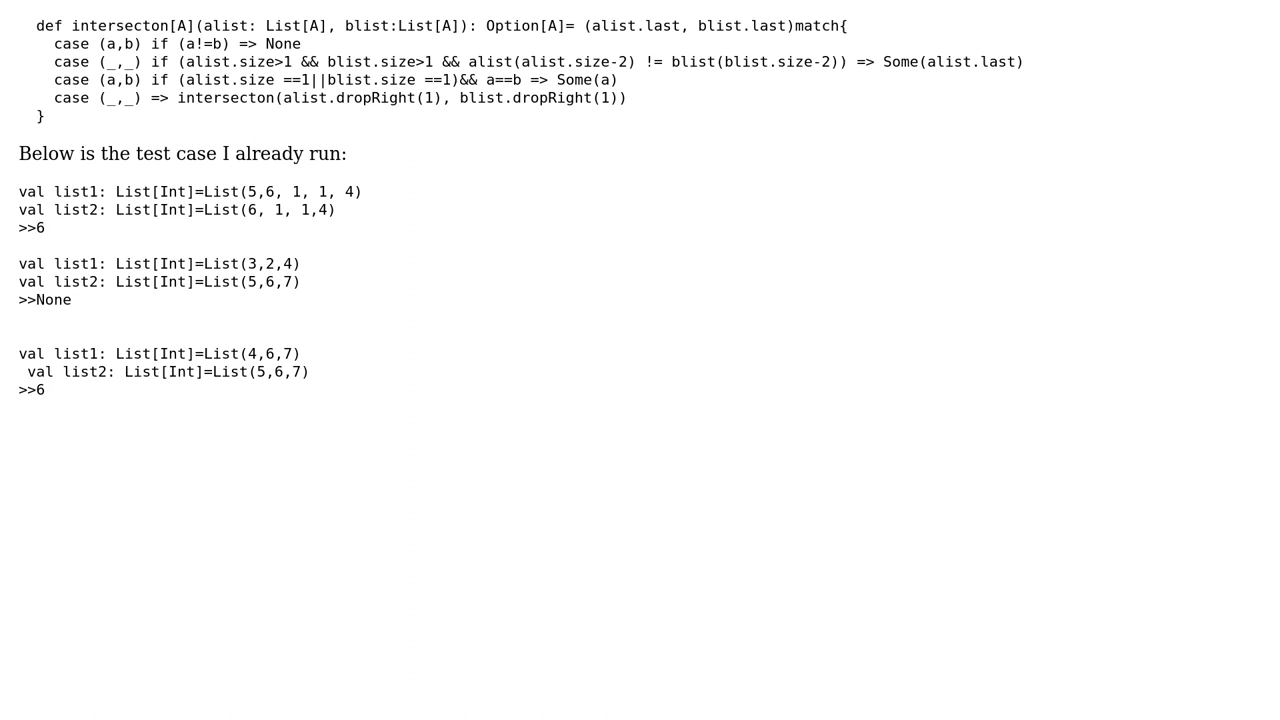 def intersecton[A](alist: List[A], blist:List[A]): Option[A]= (alist.last, blist.last)match{
case (a,b) if (a!=b) => None
case (_,_) if (alist.size>1 && blist.size>1 && alist(alist.size-2) != blist(blist.size-2)) => Some(alist.last)
case (a,b) if (alist.size ==1||blist.size ==1)&& a==b => Some(a)
case (_,_) => intersecton(alist.dropRight(1), blist.dropRight(1))
}
Below is the test case I already run:
val list1: List[Int]=List(5,6, 1, 1, 4)
val list2: List[Int]=List(6, 1, 1,4)
>>6
val list1: List[Int]=List(3,2,4)
val list2: List[Int]=List(5,6,7)
>>None
val list1: List[Int]=List(4,6,7)
val list2: List[Int]=List(5,6,7)
>>6